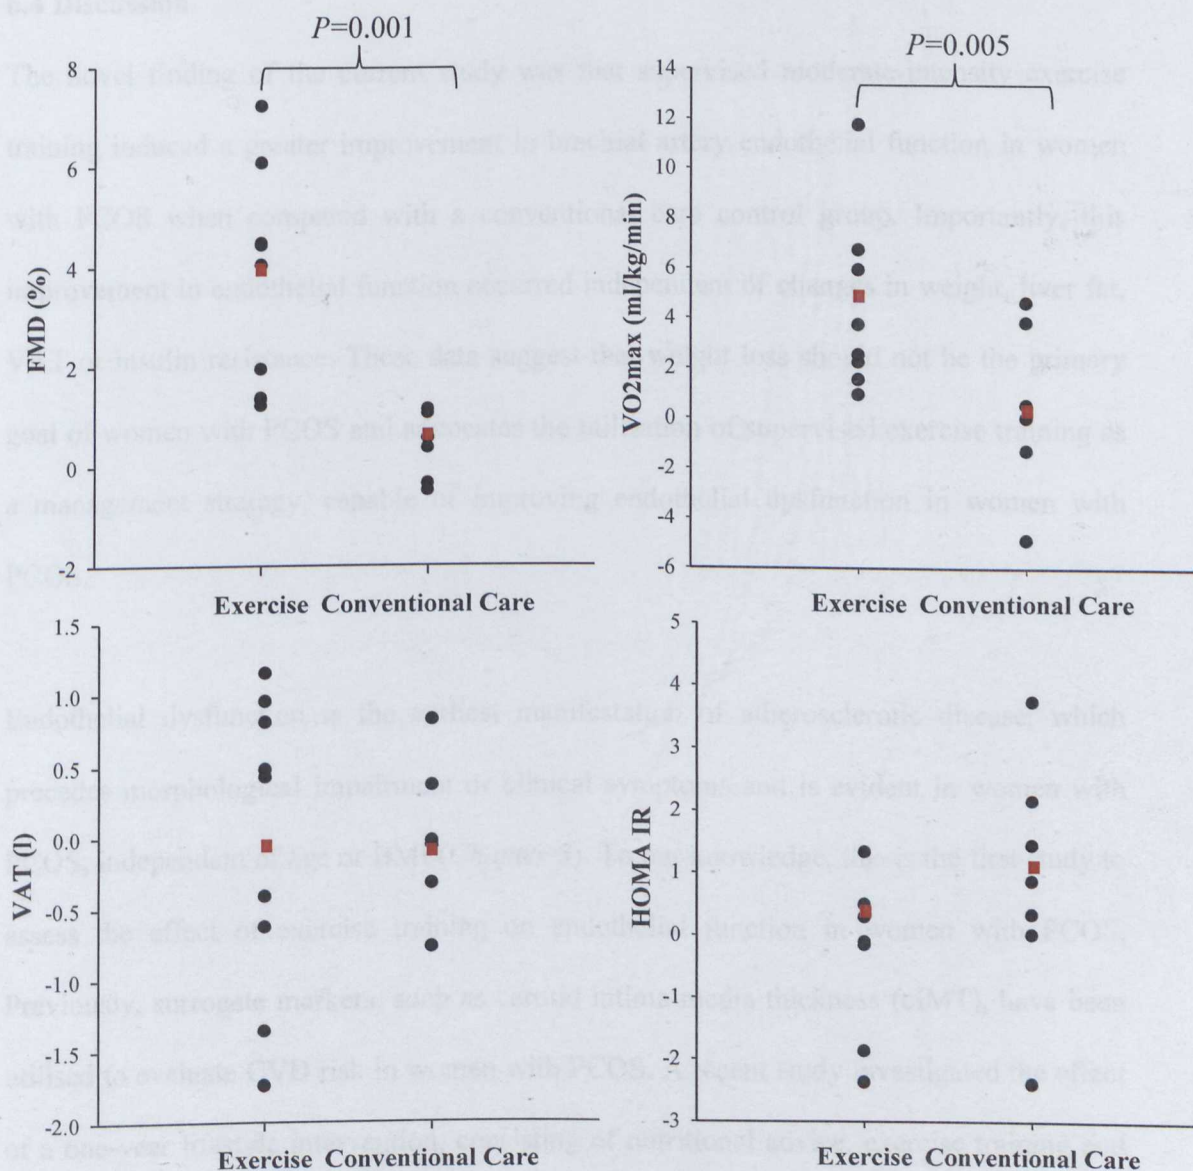 6.4 Discussion
P=0.001
P=0.005
The novel finding of the current study was that supervised moderate-intensity exercise
training induced a greater improvement in brachial artery endothelial function in women
with PCOS when compared with a conventional care control group. Importantly, this
improvement in endothelial function occurred independent of changes in weight, liver fat,
VAT or insulin resistance. These data suggest that weight loss should not be the primary
goal of women with PCOS and advocates the utilisation of supervised exercise training as
a management strategy, capable of improving endothelial dysfunction in women with
PCOS.
FMD (%)
8
6
4
2
0
-2
Exercise Conventional Care
VO2max (ml/kg/min)
14
12
10
8
6
4
2
0
-2
-4
-6
Exercise Conventional Care
Endothelial dysfunction is the earliest manifestation of atherosclerotic disease, which
precedes morphological impairment or clinical symptoms and is evident in women with
PCOS, independent of age or BMI (Chapter 5). To our knowledge, this is the first study to
assess the effect of exercise training on endothelial function in women with PCOS.
Previously, surrogate markers, such as carotid intima-media thickness (cIMT), have been
utilised to evaluate CVD risk in women with PCOS. A recent study investigated the effect
of a one-year lifestyle intervention, consisting of nutritional advice, exercise training and
VAT (l)
1.5
1.0
0.5
0.0
-0.5
-1.0
-1.5
-2.0
Exercise Conventional Care
HOMA IR
5
4
3
2
1
0
-1
-2
-3
Exercise Conventional Care